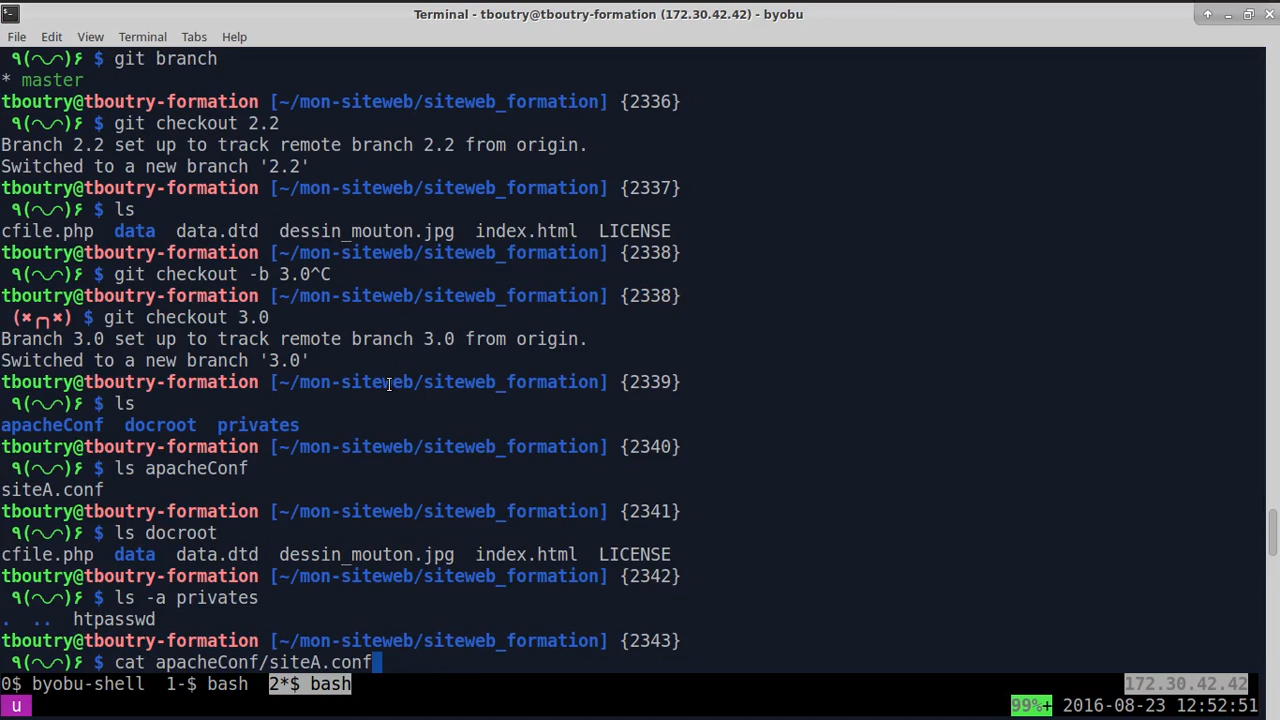 Terminal - tboutry@tboutry-formation (172.30.42.42) - byobu
File Edit View Terminal Tabs Help
٩(◠◡◠)۶ $ git branch
* master
tboutry@tboutry-formation [~/mon-siteweb/siteweb_formation] {2336}
٩(◠◡◠)۶ $ git checkout 2.2
Branch 2.2 set up to track remote branch 2.2 from origin.
Switched to a new branch '2.2'
tboutry@tboutry-formation [~/mon-siteweb/siteweb_formation] {2337}
٩(◠◡◠)۶ $ ls
cfile.php data data.dtd dessin_mouton.jpg index.html LICENSE
tboutry@tboutry-formation [~/mon-siteweb/siteweb_formation] {2338}
٩(◠◡◠)۶ $ git checkout -b 3.0^C
tboutry@tboutry-formation [~/mon-siteweb/siteweb_formation] {2338}
(✖╭╮✖) $ git checkout 3.0
Branch 3.0 set up to track remote branch 3.0 from origin.
Switched to a new branch '3.0'
tboutry@tboutry-formation [~/mon-siteweb/siteweb_formation] {2339}
٩(◠◡◠)۶ $ ls
apacheConf docroot privates
tboutry@tboutry-formation [~/mon-siteweb/siteweb_formation] {2340}
٩(◠◡◠)۶ $ ls apacheConf
siteA.conf
tboutry@tboutry-formation [~/mon-siteweb/siteweb_formation] {2341}
٩(◠◡◠)۶ $ ls docroot
cfile.php data data.dtd dessin_mouton.jpg index.html LICENSE
tboutry@tboutry-formation [~/mon-siteweb/siteweb_formation] {2342}
٩(◠◡◠)۶ $ ls -a privates
. .. htpasswd
tboutry@tboutry-formation [~/mon-siteweb/siteweb_formation] {2343}
٩(◠◡◠)۶ $ cat apacheConf/siteA.conf
0$ byobu-shell 1-$ bash 2*$ bash 172.30.42.42
u 99%+ 2016-08-23 12:52:51